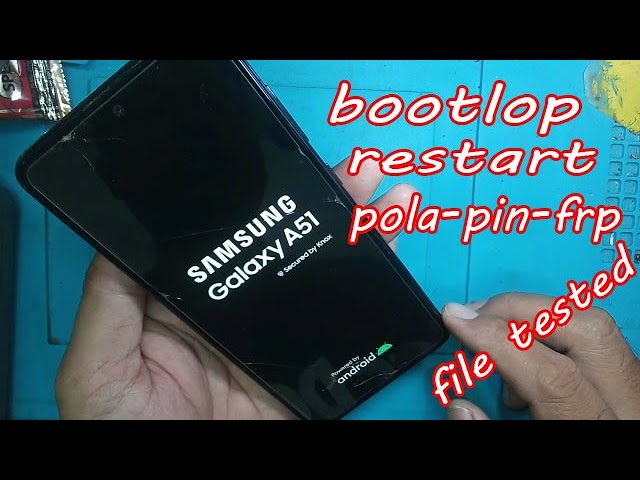 bootlop
restart
pola-pin-frp
file tested
SAMSUNG
Galaxy A51
Secured by Knox
Powered by
android